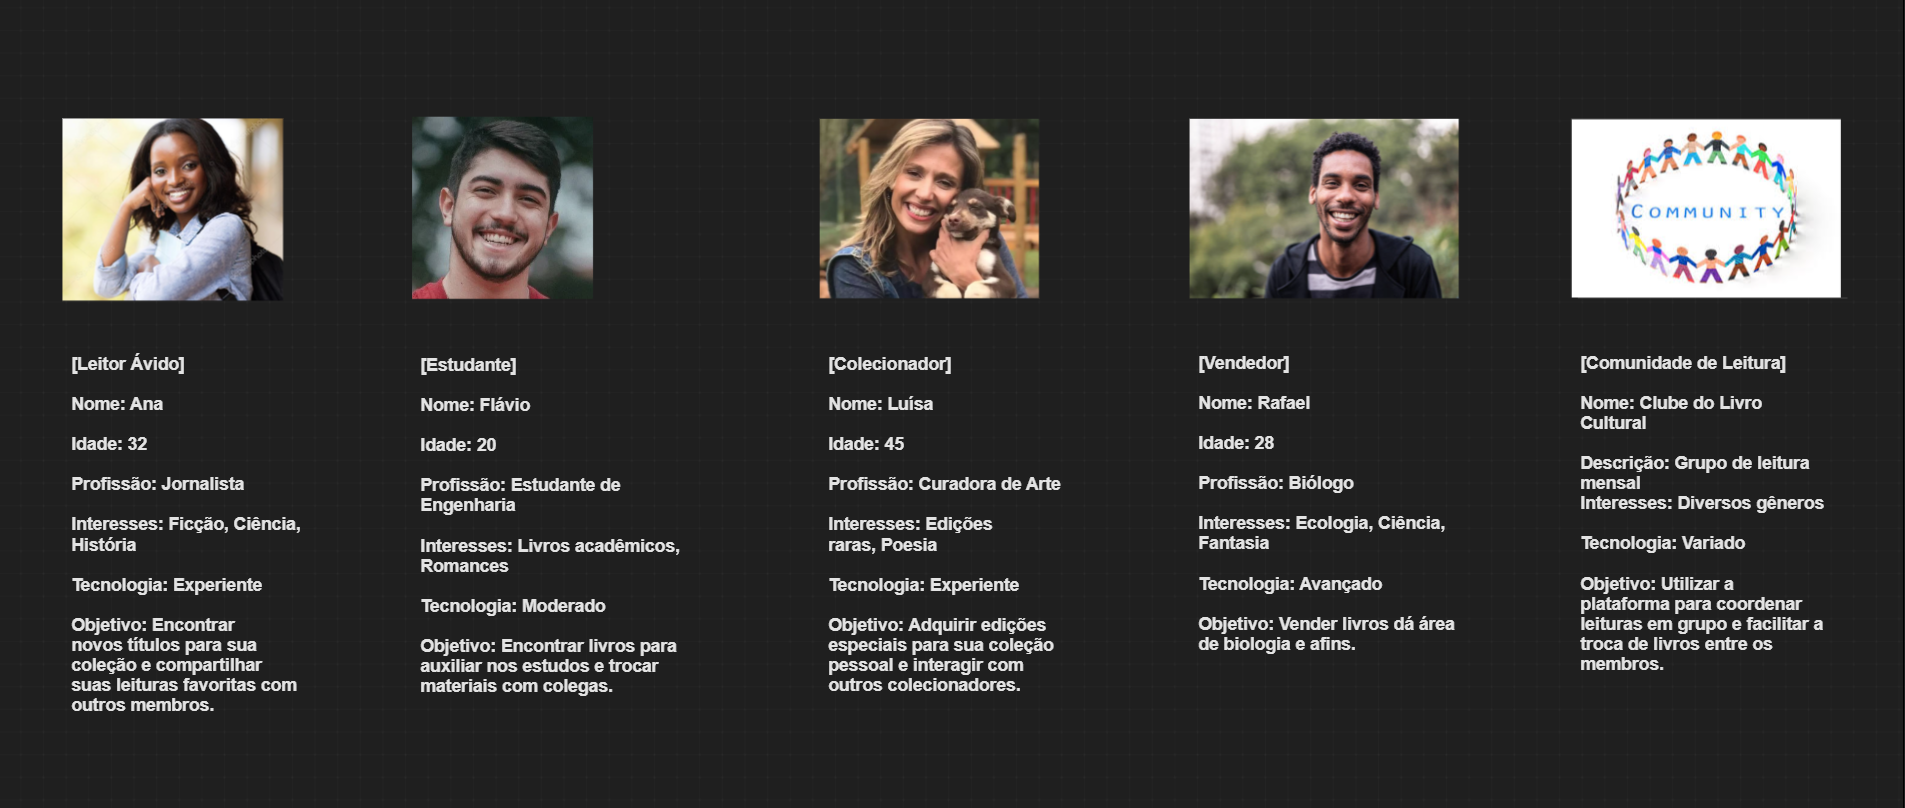 COMMUNITY
[Leitor Ávido]
Nome: Ana
Idade: 32
Profissão: Jornalista
Interesses: Ficção, Ciência,
História
Tecnologia: Experiente
Objetivo: Encontrar
novos títulos para sua
coleção e compartilhar
suas leituras favoritas com
outros membros.
[Estudante]
Nome: Flávio
Idade: 20
Profissão: Estudante de
Engenharia
Interesses: Livros acadêmicos,
Romances
Tecnologia: Moderado
Objetivo: Encontrar livros para
auxiliar nos estudos e trocar
materiais com colegas.
[Colecionador]
Nome: Luísa
Idade: 45
Profissão: Curadora de Arte
Interesses: Edições
raras, Poesia
Tecnologia: Experiente
Objetivo: Adquirir edições
especiais para sua coleção
pessoal e interagir com
outros colecionadores.
[Vendedor]
Nome: Rafael
Idade: 28
Profissão: Biólogo
Interesses: Ecologia, Ciência,
Fantasia
Tecnologia: Avançado
Objetivo: Vender livros dá área
de biologia e afins.
[Comunidade de Leitura]
Nome: Clube do Livro
Cultural
Descrição: Grupo de leitura
mensal
Interesses: Diversos gêneros
Tecnologia: Variado
Objetivo: Utilizar a
plataforma para coordenar
leituras em grupo e facilitar a
troca de livros entre os
membros.